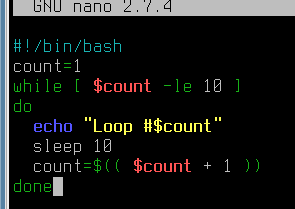 GNU nano 2.7.4
#!/bin/bash
count=1
while [ $count -le 10 ]
do
  echo "Loop #$count"
  sleep 10
  count=$(( $count + 1 ))
done